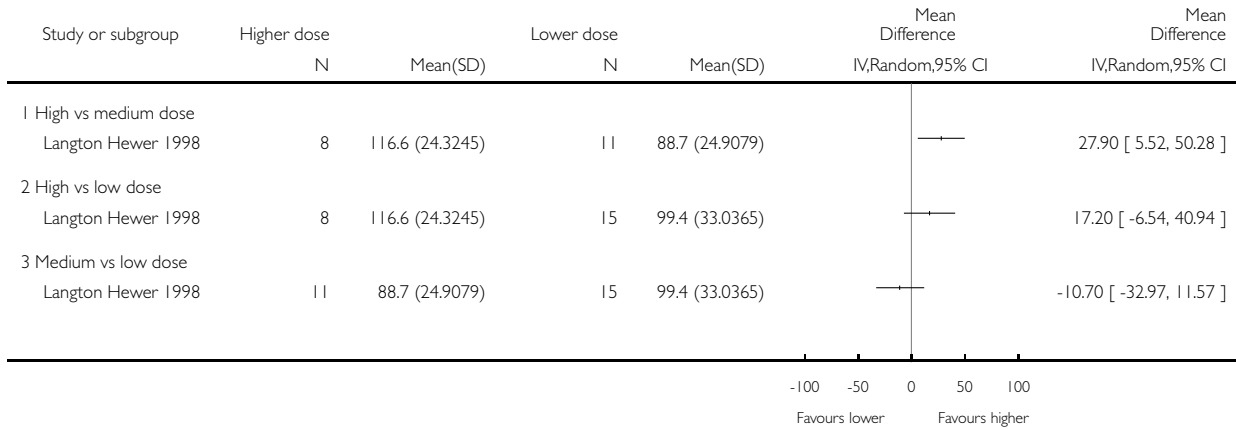 Study or subgroup Higher dose Lower dose Mean Difference Mean Difference
N Mean(SD) N Mean(SD) IV,Random,95% CI IV,Random,95% CI
1 High vs medium dose
Langton Hewer 1998 8 116.6 (24.3245) 11 88.7 (24.9079) 27.90 [ 5.52, 50.28 ]
2 High vs low dose
Langton Hewer 1998 8 116.6 (24.3245) 15 99.4 (33.0365) 17.20 [ -6.54, 40.94 ]
3 Medium vs low dose
Langton Hewer 1998 11 88.7 (24.9079) 15 99.4 (33.0365) -10.70 [ -32.97, 11.57 ]
-100 -50 0 50 100
Favours lower Favours higher